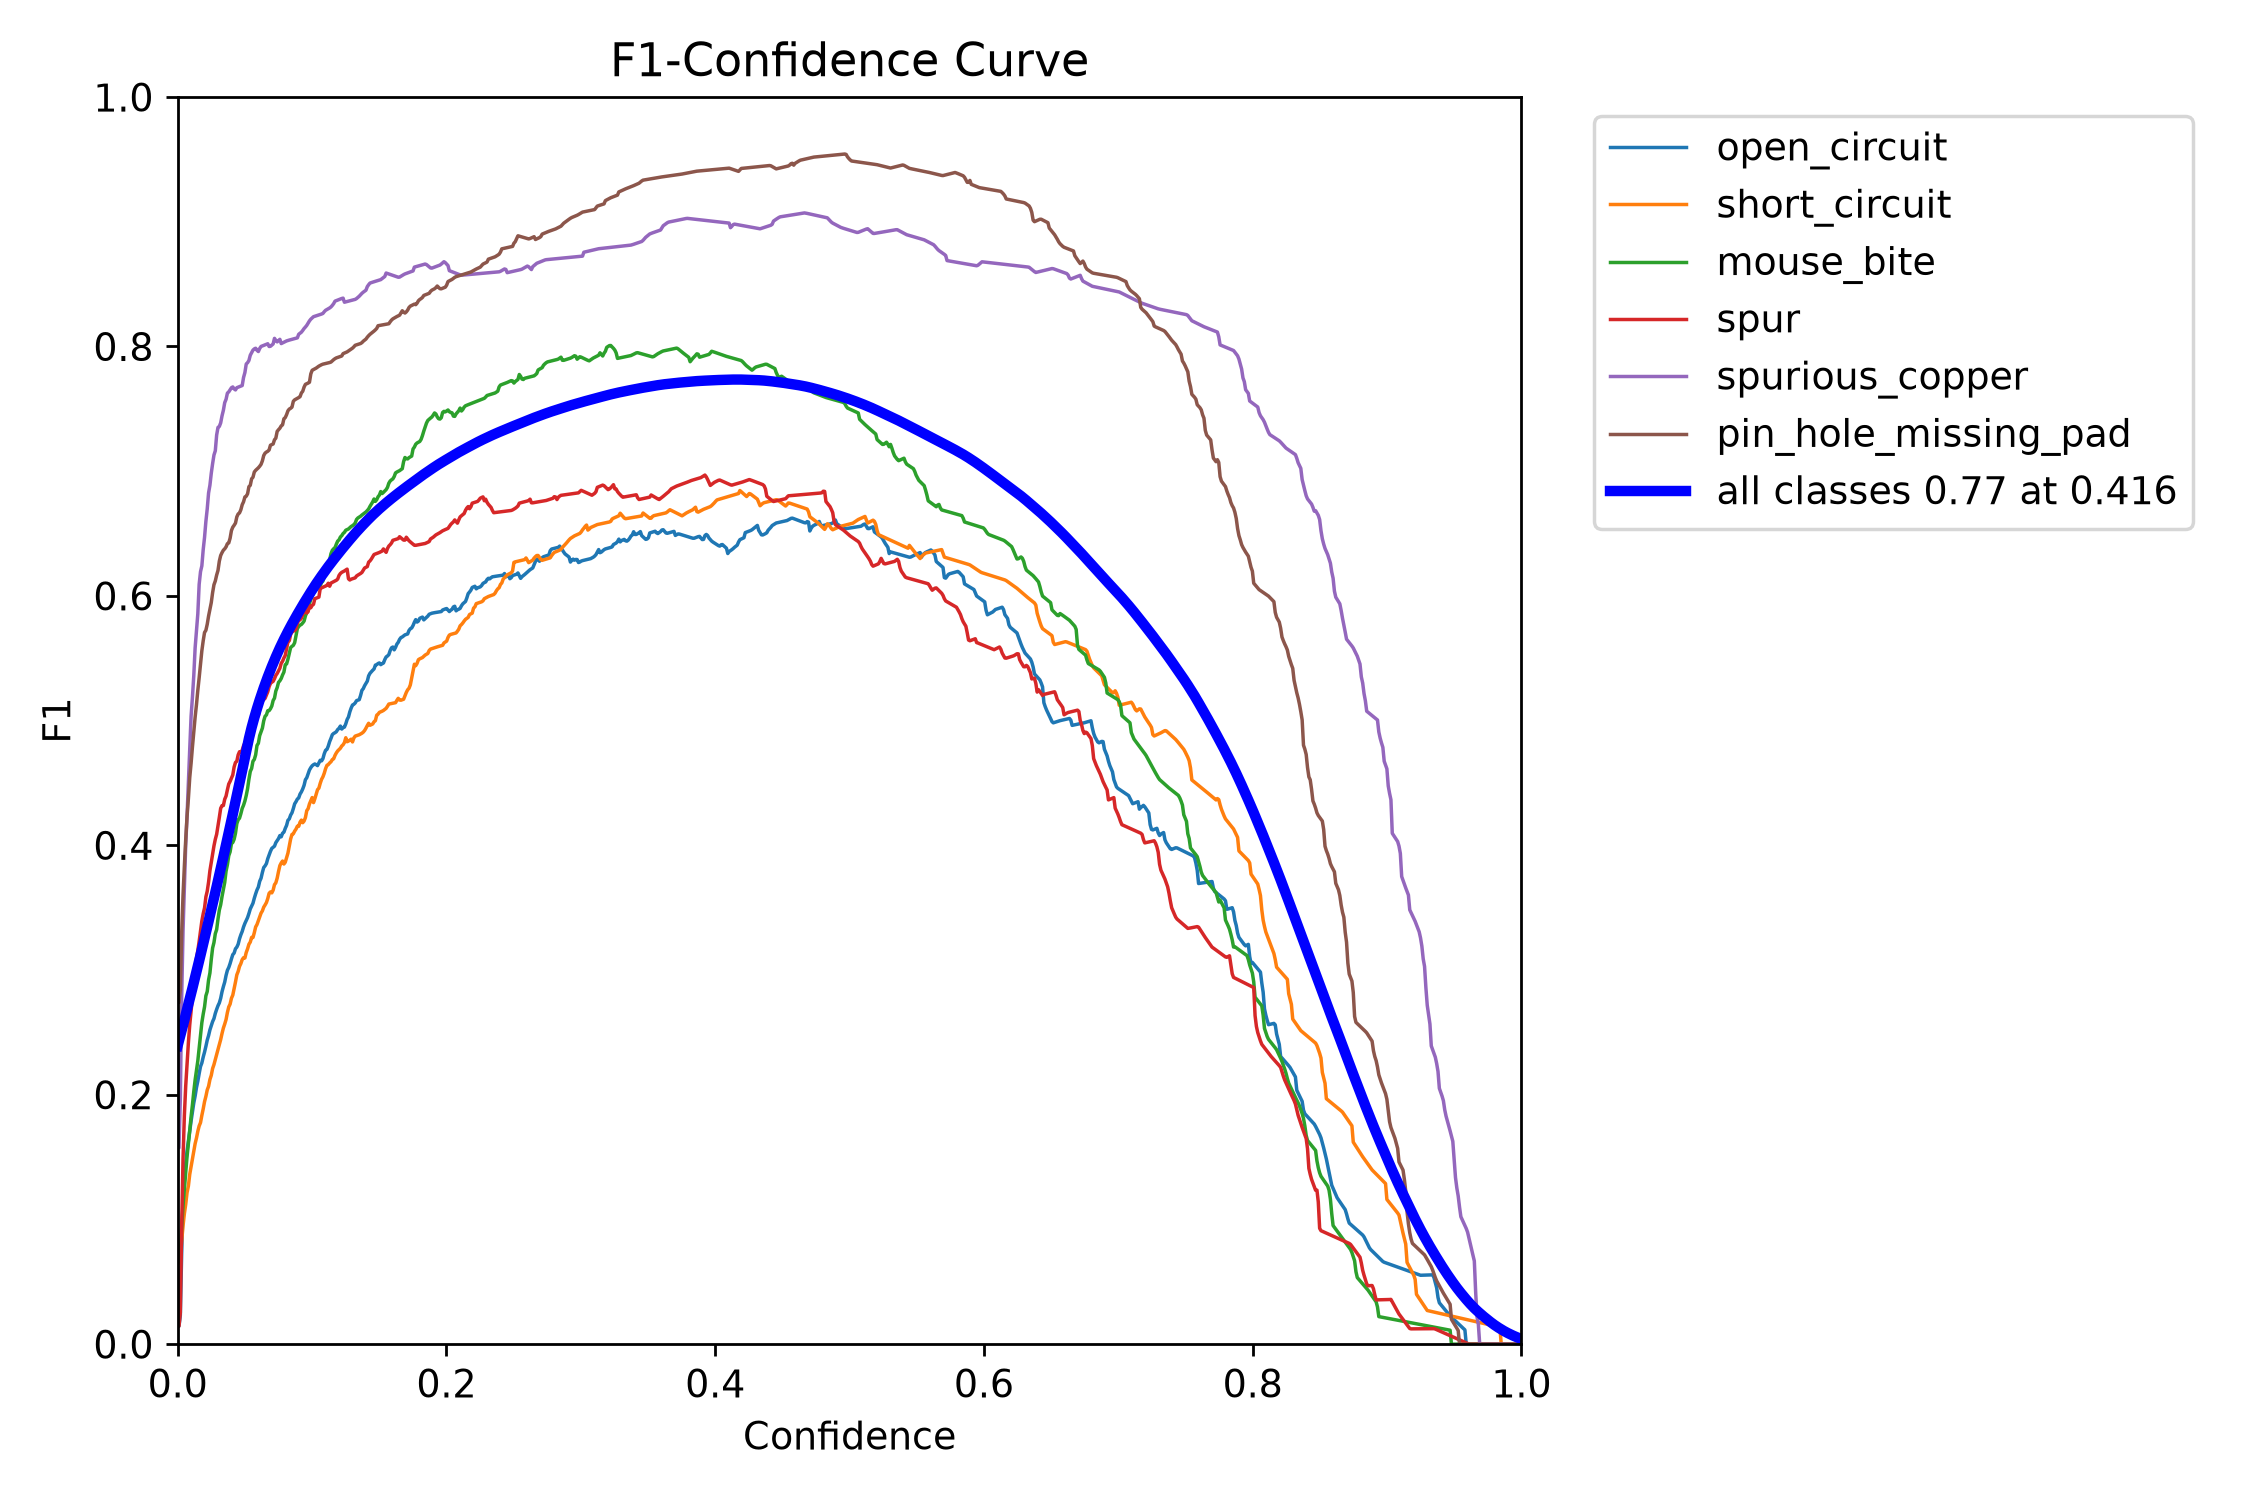 F1-Confidence Curve
1.0
0.8
0.6
0.4
0.2
0.0
F1
0.0 0.2 0.4 0.6 0.8 1.0
Confidence
open_circuit
short_circuit
mouse_bite
spur
spurious_copper
pin_hole_missing_pad
all classes 0.77 at 0.416